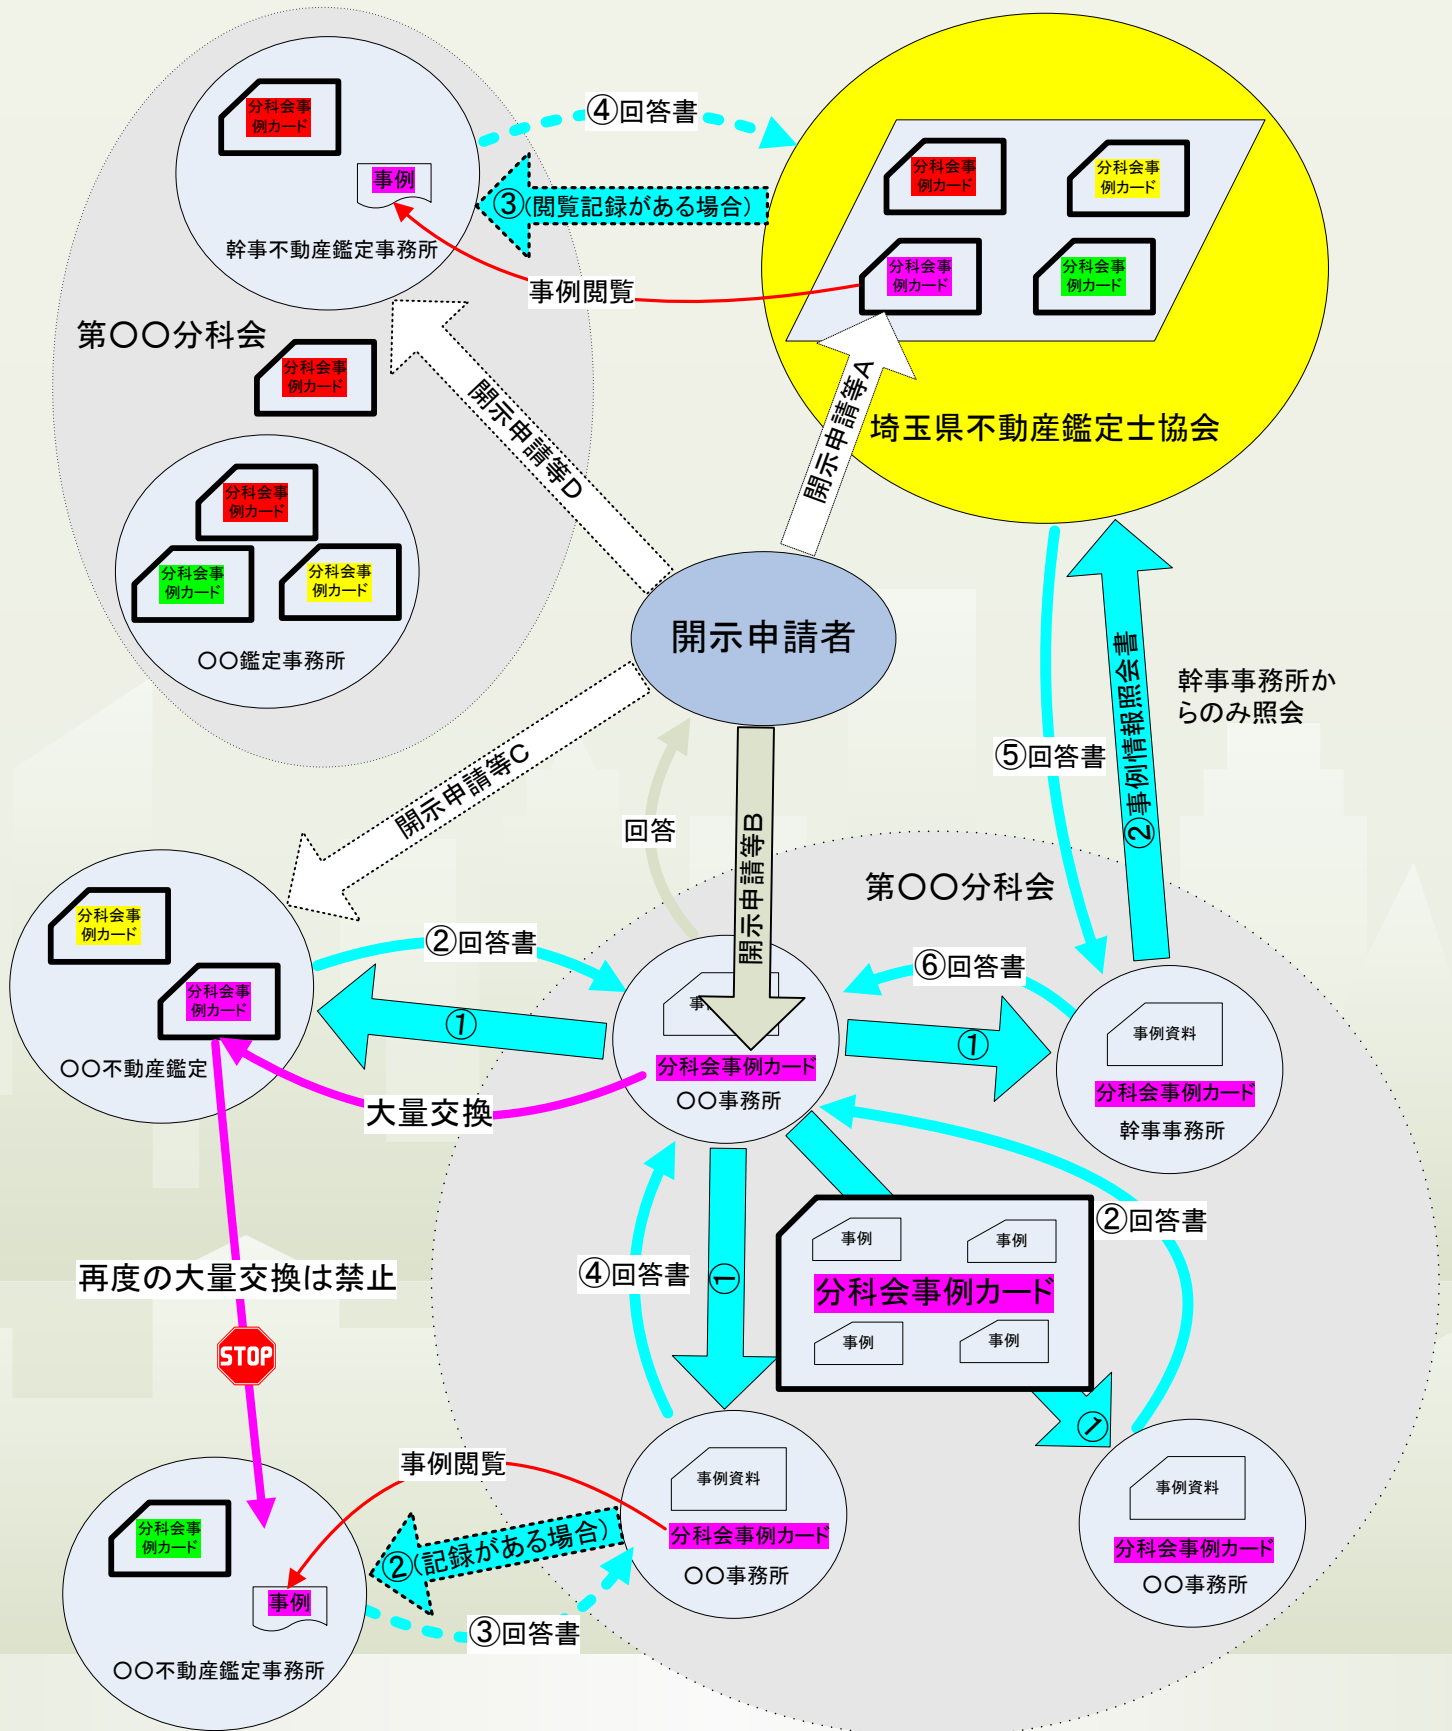 分科会事
例カード
事例
幹事不動産鑑定事務所
④回答書
③(閲覧記録がある場合)
事例閲覧
分科会事
例カード
分科会事
例カード
分科会事
例カード
分科会事
例カード
埼玉県不動産鑑定士協会
第〇〇分科会
分科会事
例カード
分科会事
例カード
分科会事
例カード
分科会事
例カード
〇〇鑑定事務所
開示申請等D
開示申請等A
開示申請者
開示申請等C
開示申請等B
回答
⑤回答書
②事例情報照会書
幹事事務所か
らのみ照会
第〇〇分科会
分科会事
例カード
分科会事
例カード
〇〇不動産鑑定
②回答書
①
大量交換
事
分科会事例カード
〇〇事務所
⑥回答書
①
事例資料
分科会事例カード
幹事事務所
再度の大量交換は禁止
STOP
④回答書
①
②回答書
事例
事例
分科会事例カード
事例
事例
①
事例閲覧
事例資料
分科会事例カード
〇〇事務所
事例資料
分科会事例カード
〇〇事務所
②(記録がある場合)
③回答書
分科会事
例カード
事例
〇〇不動産鑑定事務所